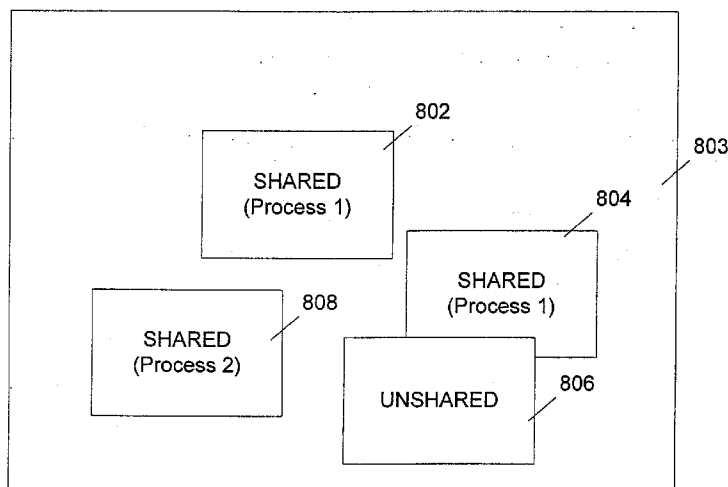 802
803
SHARED
(Process 1)
804
SHARED
(Process 1)
808
SHARED
(Process 2)
UNSHARED
806